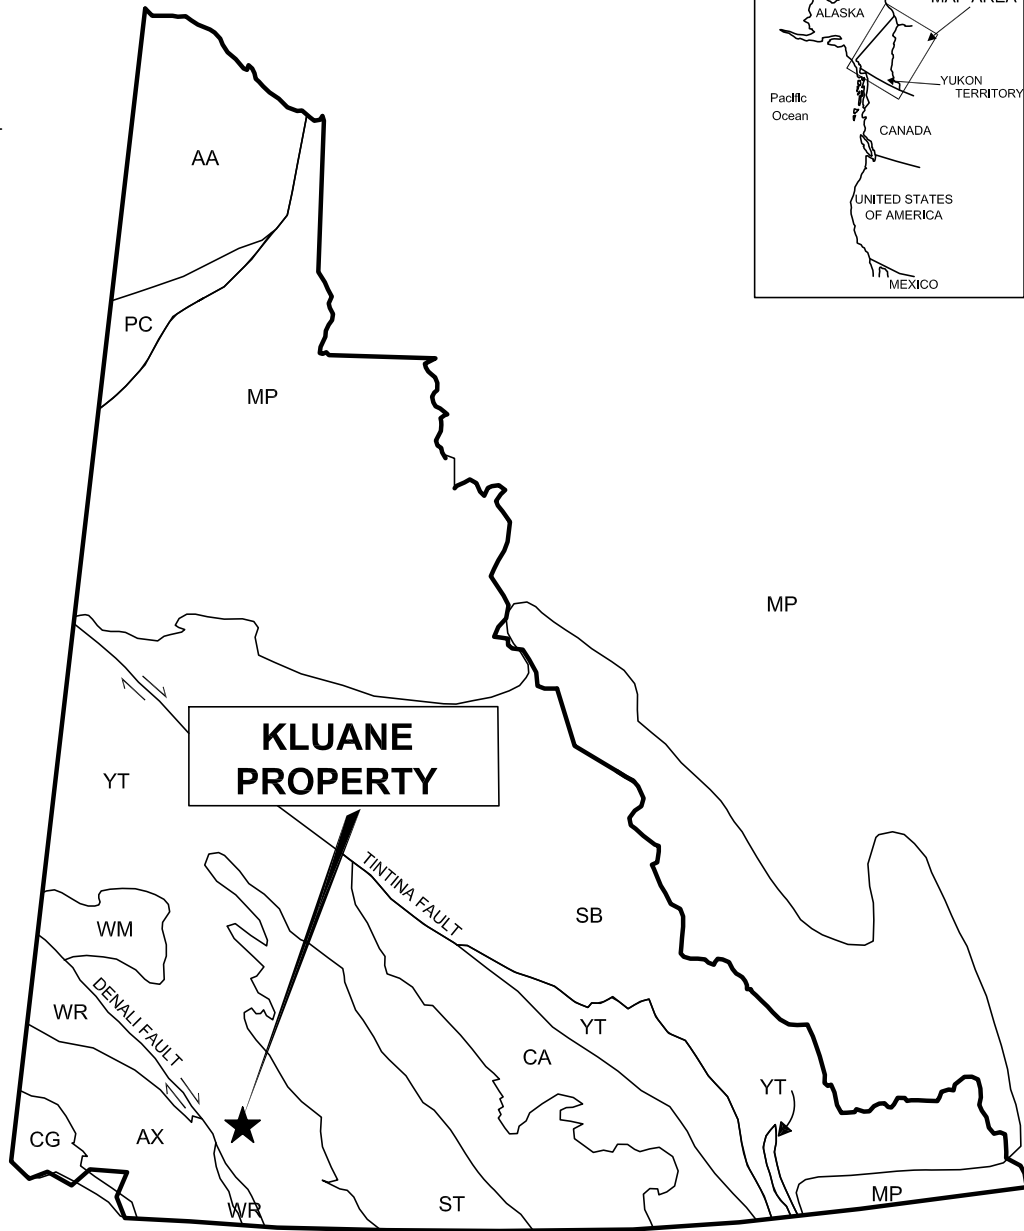 MAP AREA
ALASKA
YUKON
TERRITORY
Pacific
Ocean
CANADA
UNITED STATES
OF AMERICA
MEXICO
AA
PC
MP
MP
KLUANE
PROPERTY
YT
TINTINA FAULT
SB
WM
DENALI FAULT
WR
YT
CA
YT
CG
AX
MP
ST
WR